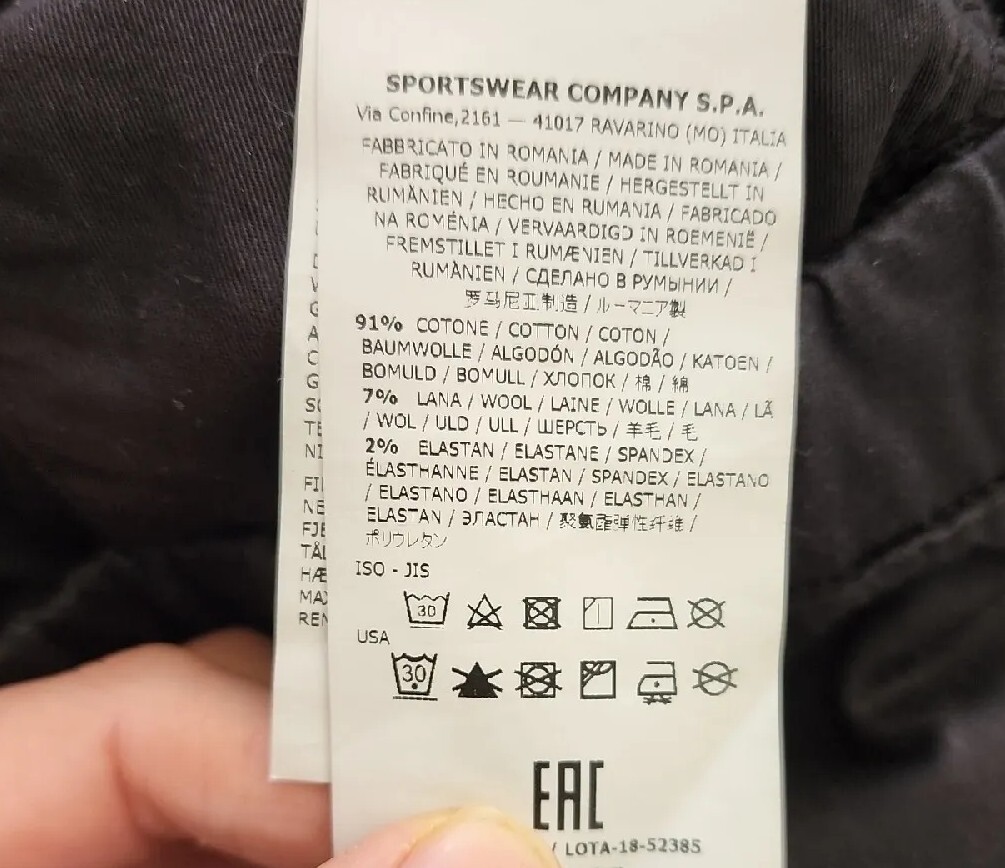 SPORTSWEAR COMPANY S.P.A.
Via Confine,2161 — 41017 RAVARINO (MO) ITALIA
FABBRICATO IN ROMANIA / MADE IN ROMANIA /
FABRIQUÉ EN ROUMANIE / HERGESTELLT IN
RUMÄNIEN / HECHO EN RUMANIA / FABRICADO
NA ROMÉNIA / VERVAARDIGD IN ROEMENIË /
FREMSTILLET I RUMÆNIEN / TILLVERKAD I
RUMÄNIEN / СДЕЛАНО В РУМЫНИИ /
罗马尼亚制造 / ルーマニア製
91% COTONE / COTTON / COTON /
BAUMWOLLE / ALGODÓN / ALGODÃO / KATOEN /
BOMULD / BOMULL / ХЛОПОК / 棉 / 綿
7% LANA / WOOL / LAINE / WOLLE / LANA / LÃ
/ WOL / ULD / ULL / ШЕРСТЬ / 羊毛 / 毛
2% ELASTAN / ELASTANE / SPANDEX /
ÉLASTHANNE / ELASTAN / SPANDEX / ELASTANO
/ ELASTANO / ELASTHAAN / ELASTHAN /
ELASTAN / ЭЛАСТАН / 聚氨酯弹性纤维 /
ポリウレタン
ISO - JIS
30
USA
30
EAC
/ LOTA-18-52385